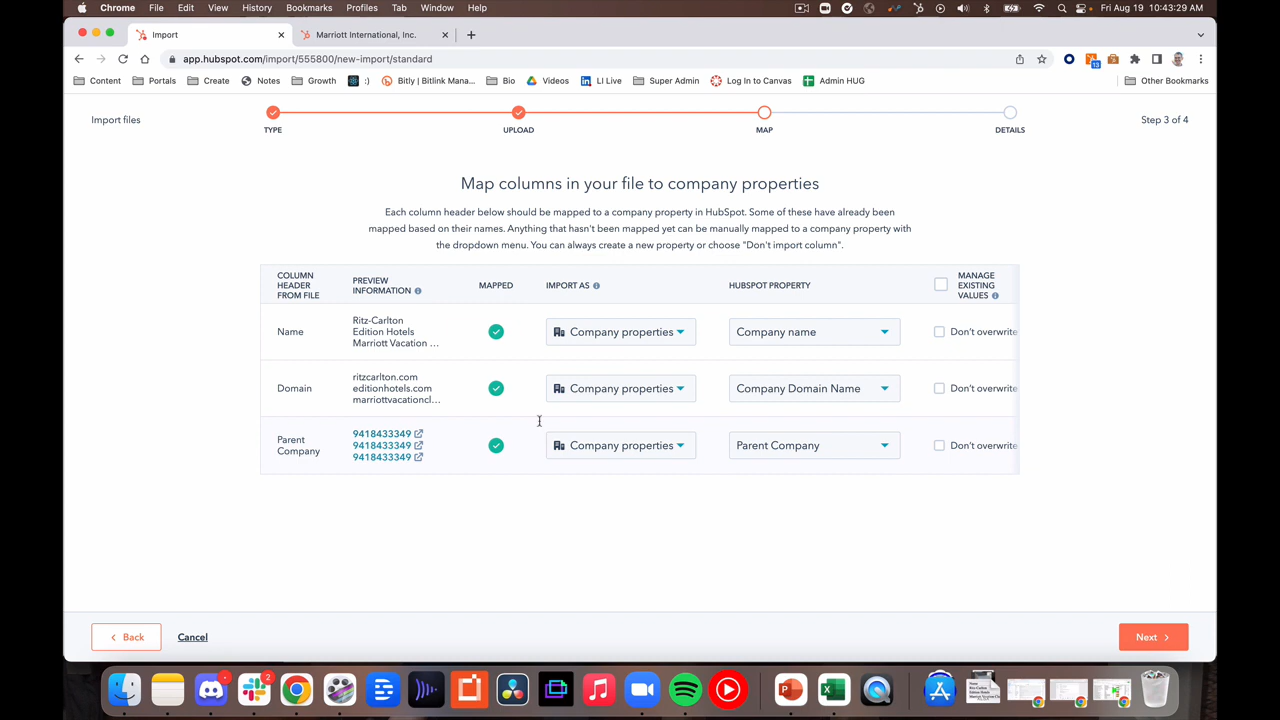 Chrome File Edit View History Bookmarks Profiles Tab Window Help Fri Aug 19 10:43:29 AM
Import Marriott International, Inc.
app.hubspot.com/import/555800/new-import/standard
13
Content Portals Create Notes Growth :) Bitly | Bitlink Mana... Bio Videos LI Live Super Admin Log In to Canvas Admin HUG Other Bookmarks
Import files
TYPE UPLOAD MAP DETAILS
Step 3 of 4
Map columns in your file to company properties
Each column header below should be mapped to a company property in HubSpot. Some of these have already been
mapped based on their names. Anything that hasn't been mapped yet can be manually mapped to a company property with
the dropdown menu. You can always create a new property or choose "Don't import column".
COLUMN
HEADER
FROM FILE
PREVIEW
INFORMATION
MAPPED
IMPORT AS
HUBSPOT PROPERTY
MANAGE
EXISTING
VALUES
Name
Ritz-Carlton
Edition Hotels
Marriott Vacation ...
Company properties
Company name
Don't overwrite
Domain
ritzcarlton.com
editionhotels.com
marriottvacationcl...
Company properties
Company Domain Name
Don't overwrite
Parent
Company
9418433349
9418433349
9418433349
Company properties
Parent Company
Don't overwrite
Back
Cancel
Next
2